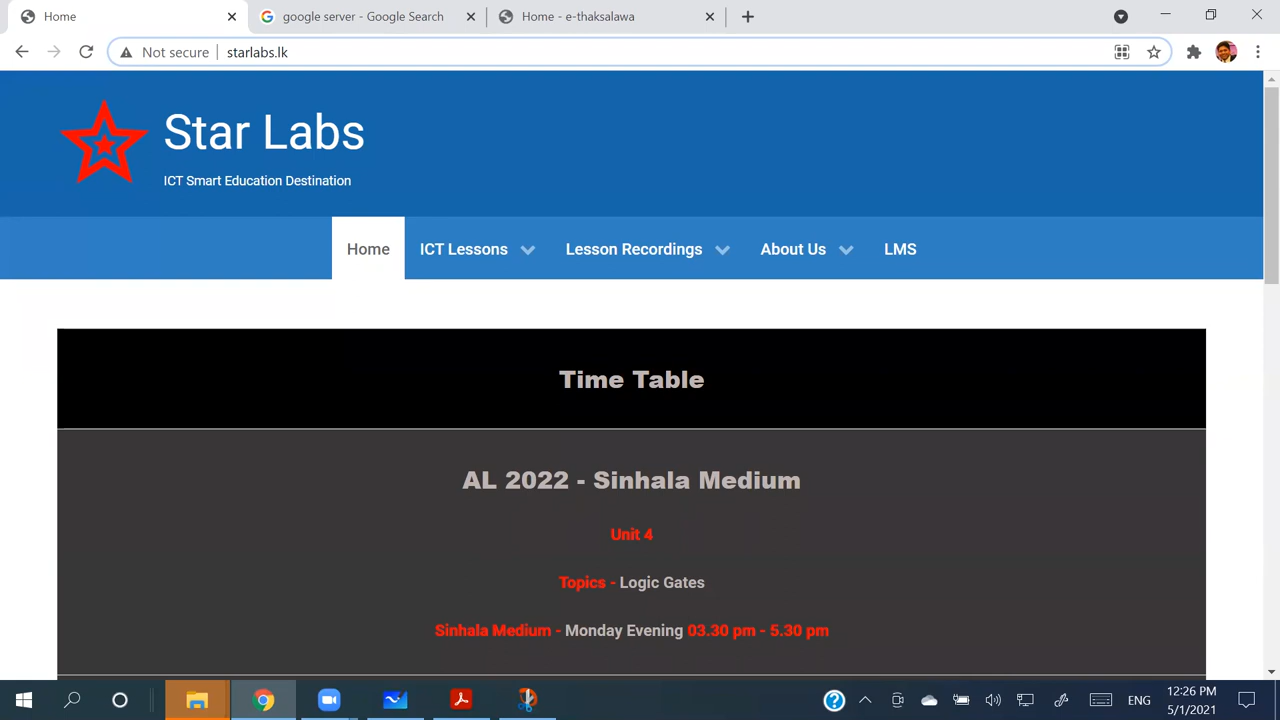 Home
google server - Google Search
Home - e-thaksalawa
Not secure
starlabs.lk
Star Labs
ICT Smart Education Destination
Home
ICT Lessons
Lesson Recordings
About Us
LMS
Time Table
AL 2022 - Sinhala Medium
Unit 4
Topics - Logic Gates
Sinhala Medium - Monday Evening 03.30 pm - 5.30 pm
ENG
12:26 PM
5/1/2021